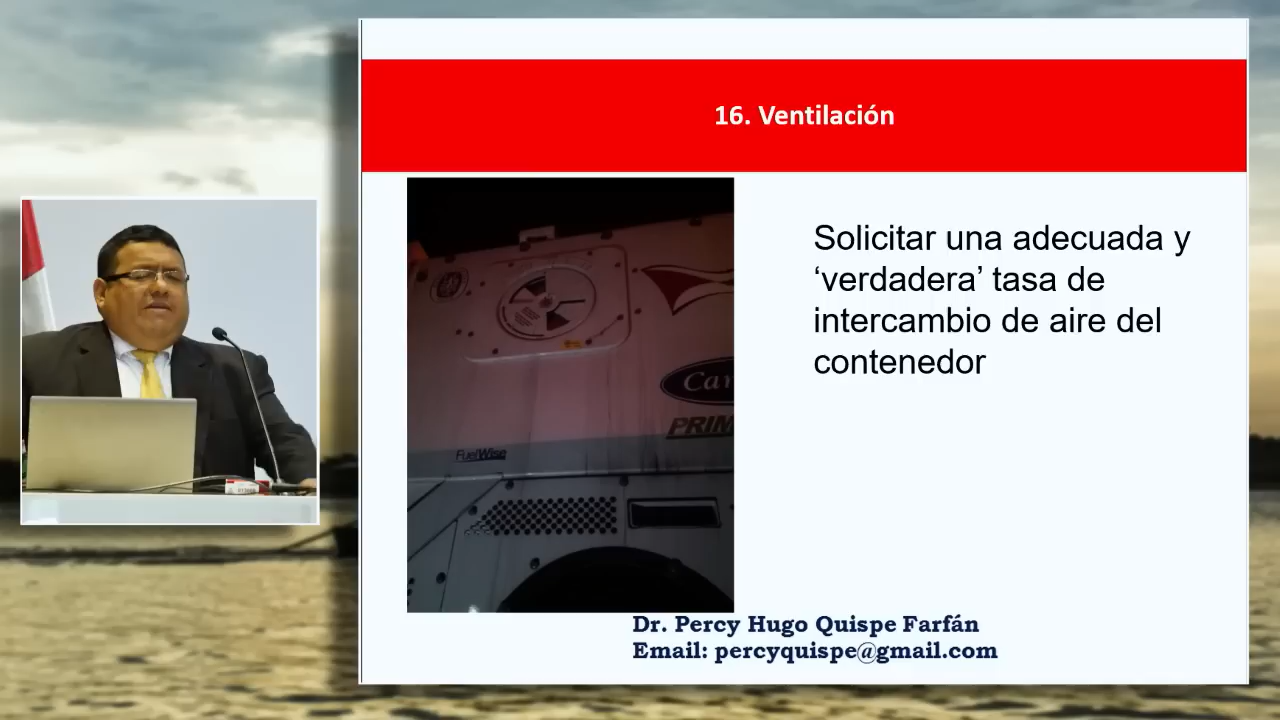 16. Ventilación
Solicitar una adecuada y
‘verdadera’ tasa de
intercambio de aire del
contenedor
FuelWise
Dr. Percy Hugo Quispe Farfán
Email: percyquispe@gmail.com